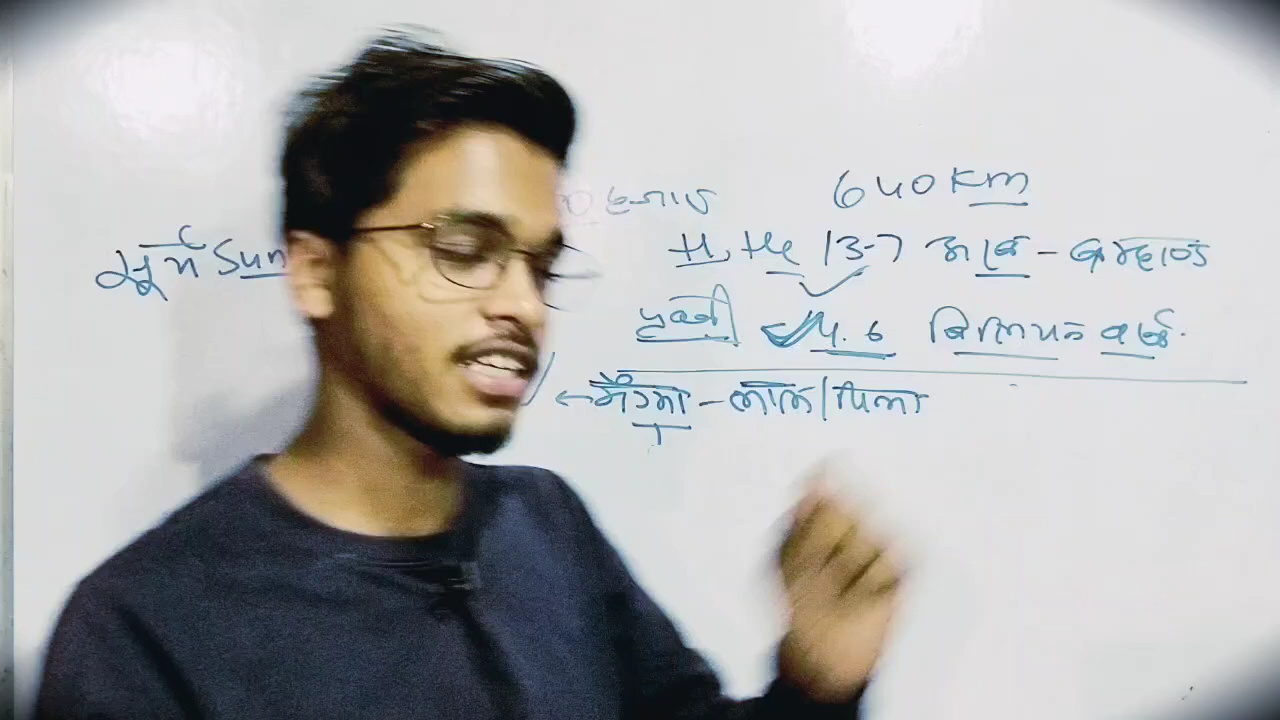 640 km
सूर्य Sun
H, He 13.7 अरब - ब्रह्माण्ड
पृथ्वी 4.6 बिलियन वर्ष.
← मैग्मा - लाल/पिला